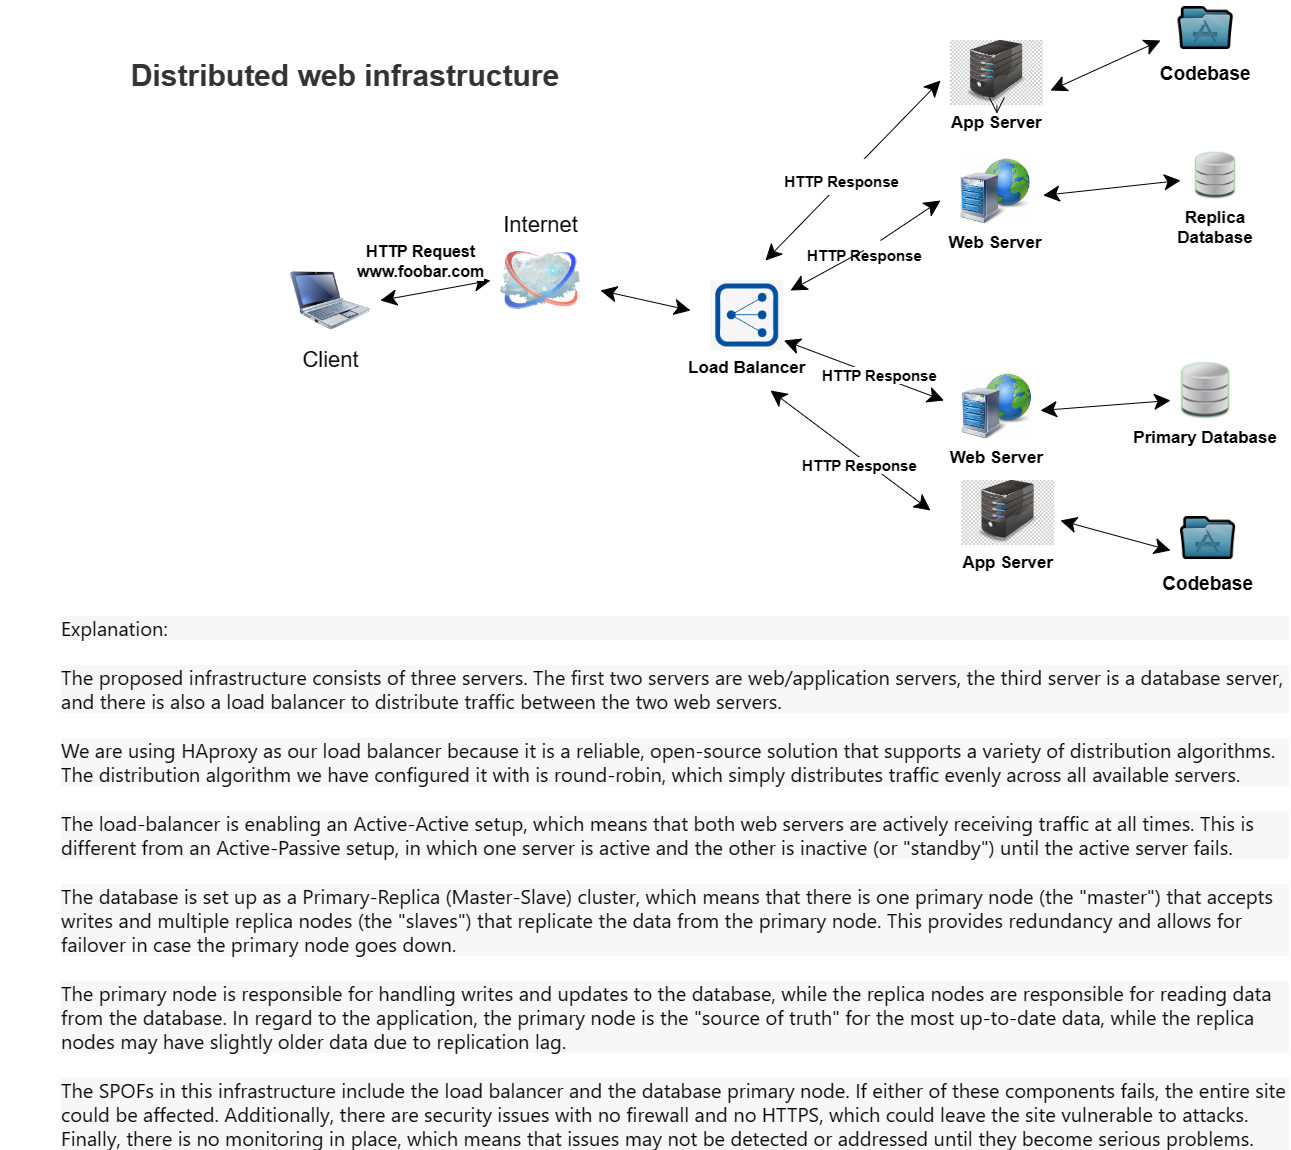 Distributed web infrastructure
Codebase
App Server
HTTP Response
Replica
Database
Web Server
Internet
HTTP Request
www.foobar.com
HTTP Response
Client
Load Balancer
HTTP Response
Primary Database
Web Server
HTTP Response
App Server
Codebase
Explanation:
The proposed infrastructure consists of three servers. The first two servers are web/application servers, the third server is a database server,
and there is also a load balancer to distribute traffic between the two web servers.
We are using HAproxy as our load balancer because it is a reliable, open-source solution that supports a variety of distribution algorithms.
The distribution algorithm we have configured it with is round-robin, which simply distributes traffic evenly across all available servers.
The load-balancer is enabling an Active-Active setup, which means that both web servers are actively receiving traffic at all times. This is
different from an Active-Passive setup, in which one server is active and the other is inactive (or "standby") until the active server fails.
The database is set up as a Primary-Replica (Master-Slave) cluster, which means that there is one primary node (the "master") that accepts
writes and multiple replica nodes (the "slaves") that replicate the data from the primary node. This provides redundancy and allows for
failover in case the primary node goes down.
The primary node is responsible for handling writes and updates to the database, while the replica nodes are responsible for reading data
from the database. In regard to the application, the primary node is the "source of truth" for the most up-to-date data, while the replica
nodes may have slightly older data due to replication lag.
The SPOFs in this infrastructure include the load balancer and the database primary node. If either of these components fails, the entire site
could be affected. Additionally, there are security issues with no firewall and no HTTPS, which could leave the site vulnerable to attacks.
Finally, there is no monitoring in place, which means that issues may not be detected or addressed until they become serious problems.